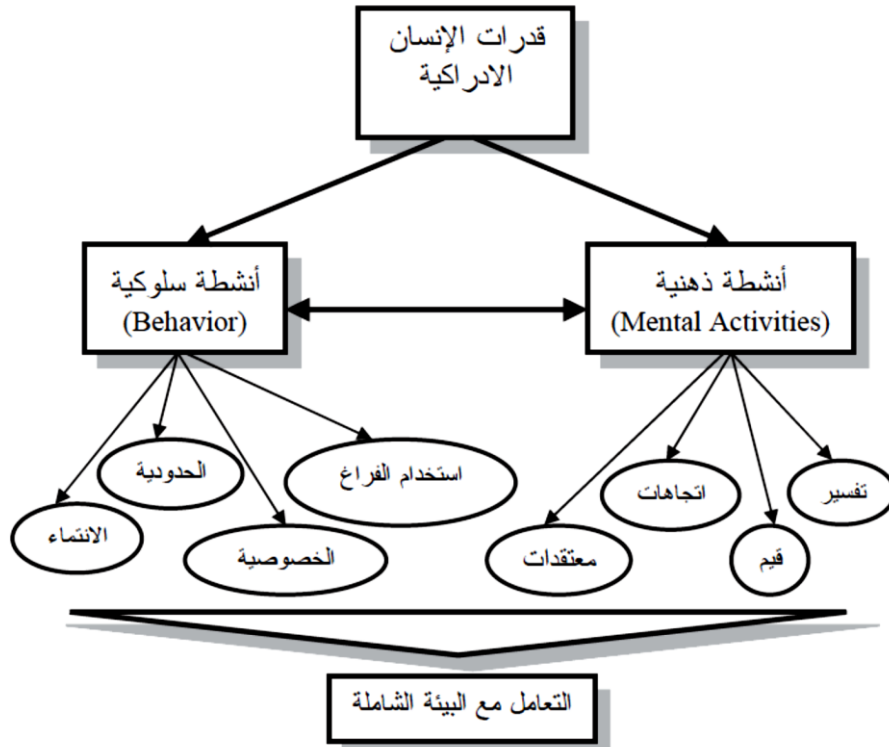 قدرات الإنسان
الادراكية
أنشطة ذهنية
(Mental Activities)
أنشطة سلوكية
(Behavior)
تفسير
اتجاهات
قيم
معتقدات
استخدام الفراغ
الحدودية
الخصوصية
الانتماء
التعامل مع البيئة الشاملة